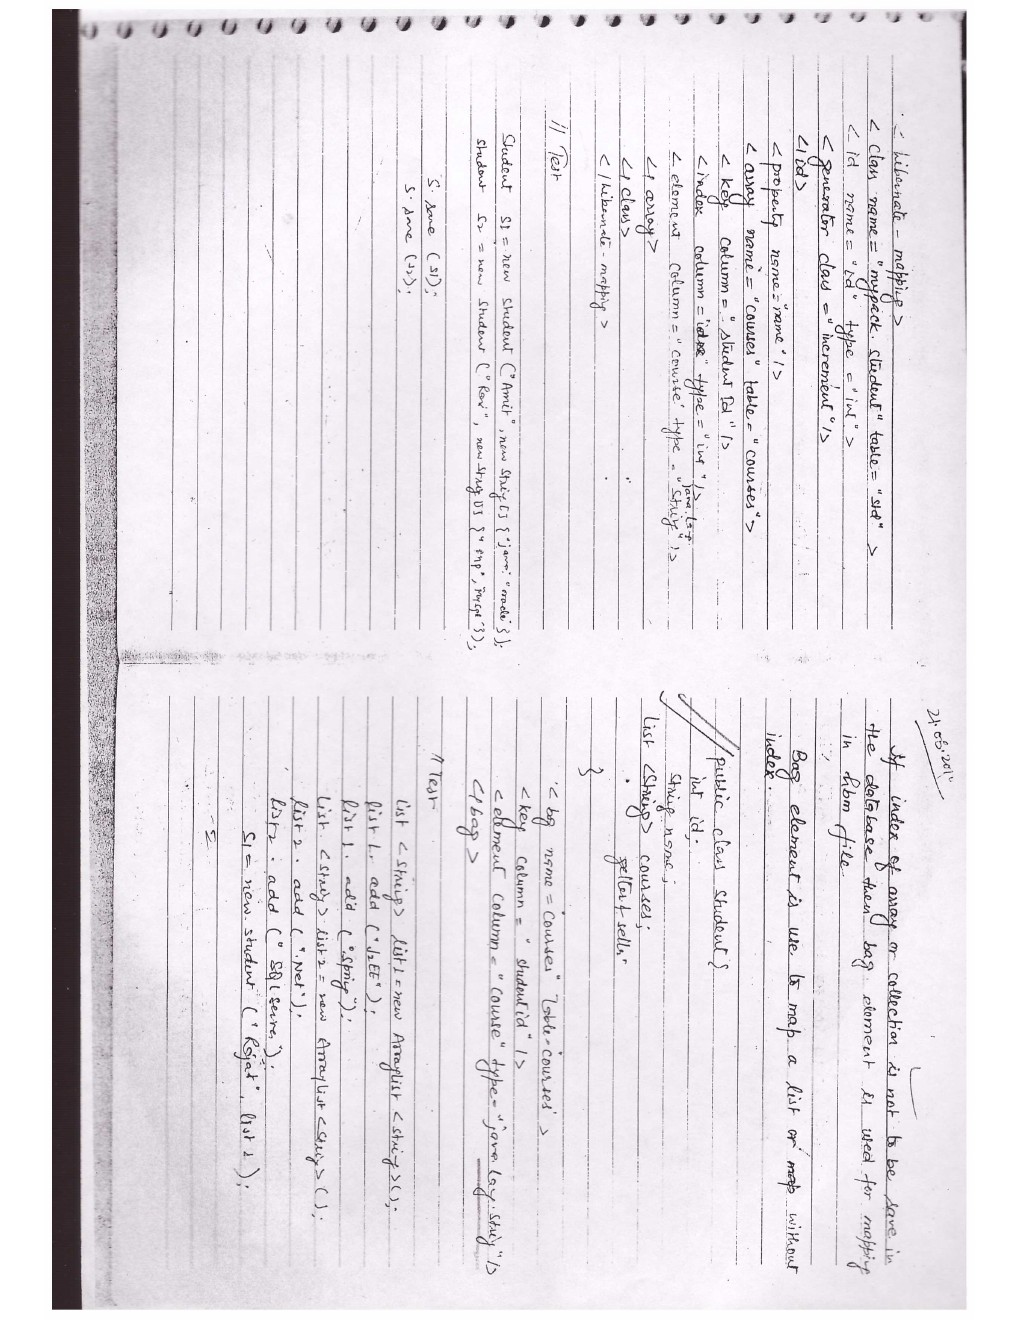 < hibernate - mapping >
< class name = "mypack. student" table = "std" >
< id name = "id" type = "int" >
< generator class = "increment" />
</id>
< property name = "name" />
< array name = "courses" table = "courses">
< key column = "student Id" />
<index column = "idx" type = "int" />
java.lang
< element column = "course" type = "String" />
</ array>
</ class>
</ hibernate - mapping >
// Test
Student S1 = new student ("Amit", new String [] {"java", "oracle"});
student S2 = new student ("Ravi", new String [] {"php", "mysql"});
S. save (S1);
S. save (S2);
21.08.201
If index of array or collection is not to be save in
the database then bag element is used for mapping
in hbm file.
Bag element is use to map a list or map without
index.
public class Student {
int id;
String name;
List <String> courses;
getter & setter
}
< bag name = "courses" table = "courses" >
< key column = "studentid" />
< element column = "course" type = "java.lang.String" />
</bag >
// Test
List <String> list1 = new ArrayList <String>();
list 1. add ("J2EE");
list 1. add ("Spring");
List <String> list2 = new ArrayList <String>();
list 2. add (".Net");
list2. add ("SQL Server");
S1 = new student ("Rajat", list 1);